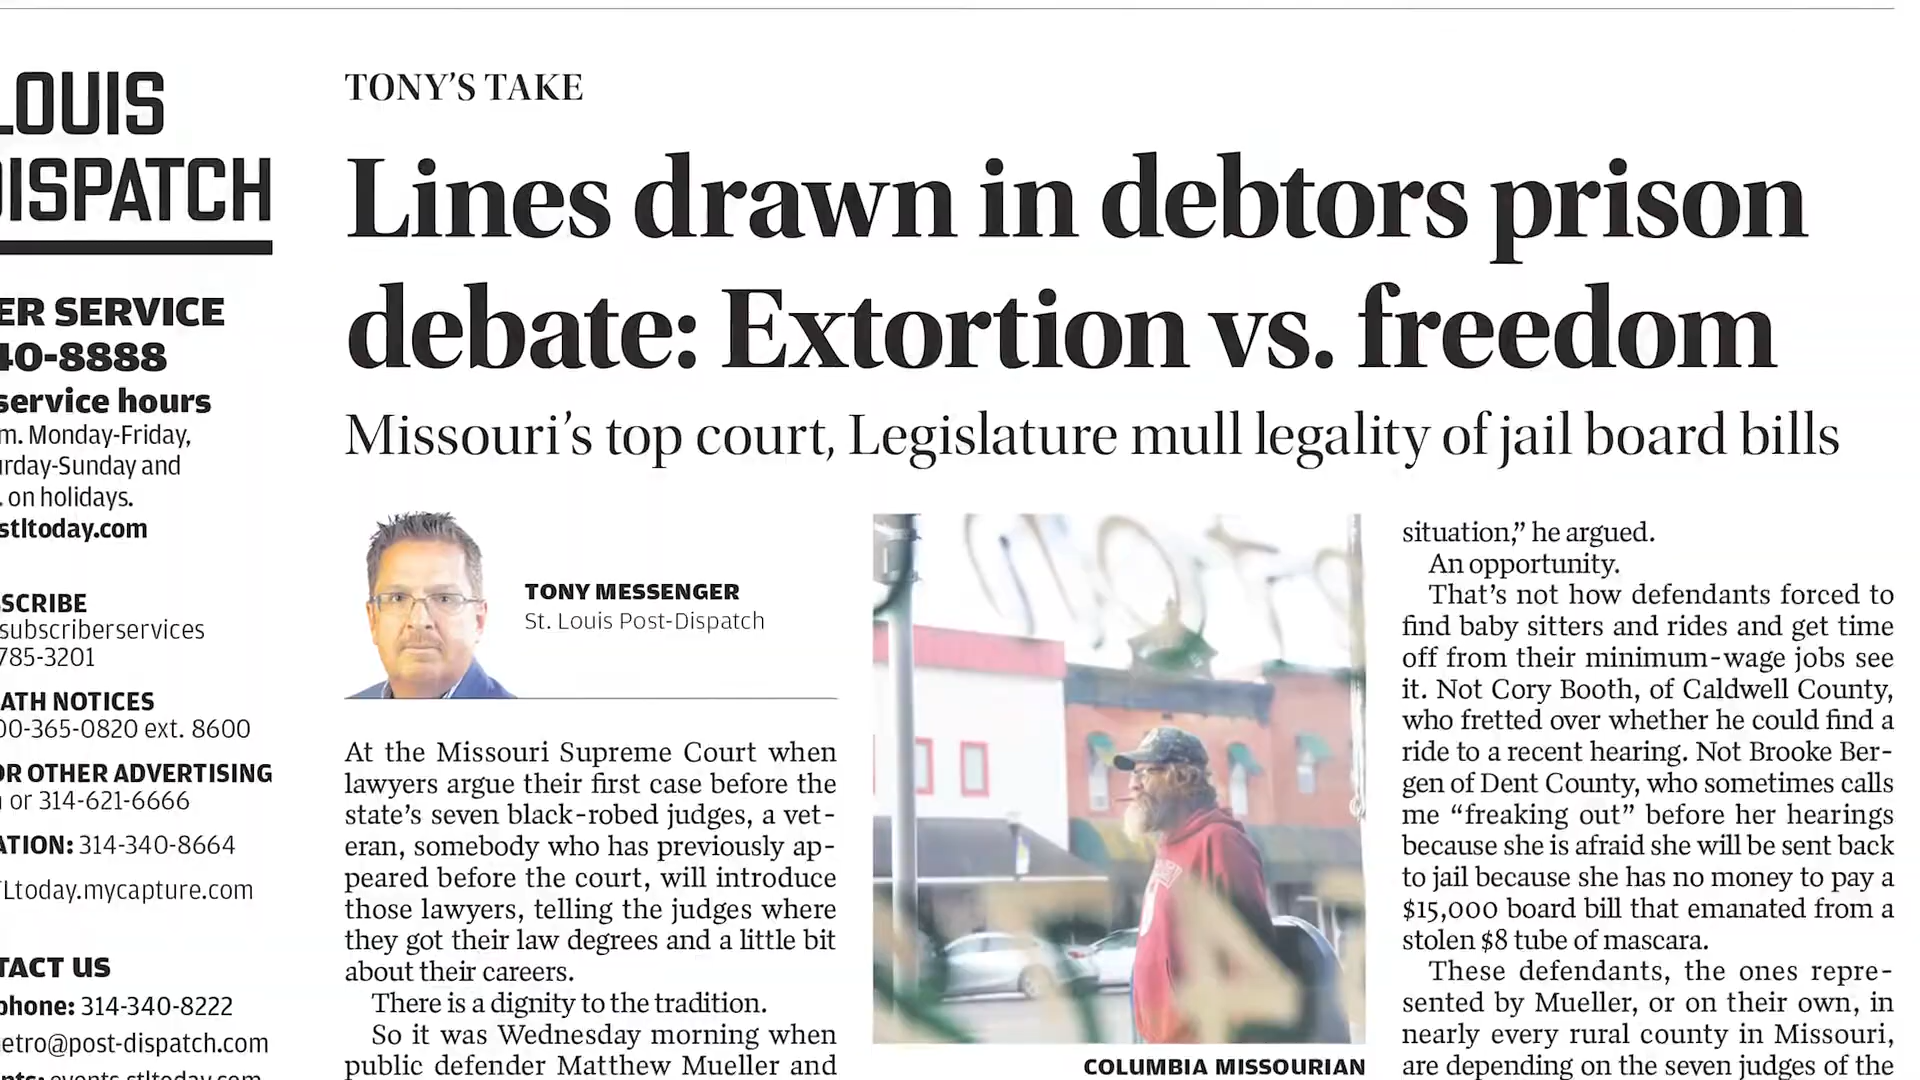 LOUIS
DISPATCH
ER SERVICE
40-8888
service hours
m. Monday-Friday,
urday-Sunday and
. on holidays.
stltoday.com
SCRIBE
subscriberservices
785-3201
ATH NOTICES
00-365-0820 ext. 8600
OR OTHER ADVERTISING
or 314-621-6666
ATION: 314-340-8664
TLtoday.mycapture.com
TACT US
phone: 314-340-8222
etro@post-dispatch.com
nts: events.stltoday.com
TONY'S TAKE
Lines drawn in debtors prison
debate: Extortion vs. freedom
Missouri's top court, Legislature mull legality of jail board bills
TONY MESSENGER
St. Louis Post-Dispatch
At the Missouri Supreme Court when
lawyers argue their first case before the
state's seven black-robed judges, a vet-
eran, somebody who has previously ap-
peared before the court, will introduce
those lawyers, telling the judges where
they got their law degrees and a little bit
about their careers.
There is a dignity to the tradition.
So it was Wednesday morning when
public defender Matthew Mueller and
COLUMBIA MISSOURIAN
situation," he argued.
An opportunity.
That's not how defendants forced to
find baby sitters and rides and get time
off from their minimum-wage jobs see
it. Not Cory Booth, of Caldwell County,
who fretted over whether he could find a
ride to a recent hearing. Not Brooke Ber-
gen of Dent County, who sometimes calls
me "freaking out" before her hearings
because she is afraid she will be sent back
to jail because she has no money to pay a
$15,000 board bill that emanated from a
stolen $8 tube of mascara.
These defendants, the ones repre-
sented by Mueller, or on their own, in
nearly every rural county in Missouri,
are depending on the seven judges of the